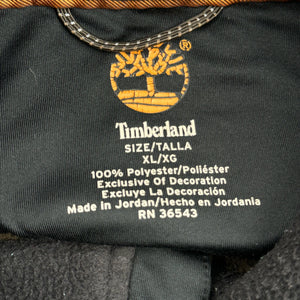 ®
Timberland
SIZE/TALLA
XL/XG
100% Polyester/Poliéster
Exclusive Of Decoration
Excluye La Decoración
Made in Jordan/Hecho en Jordania
RN 36543